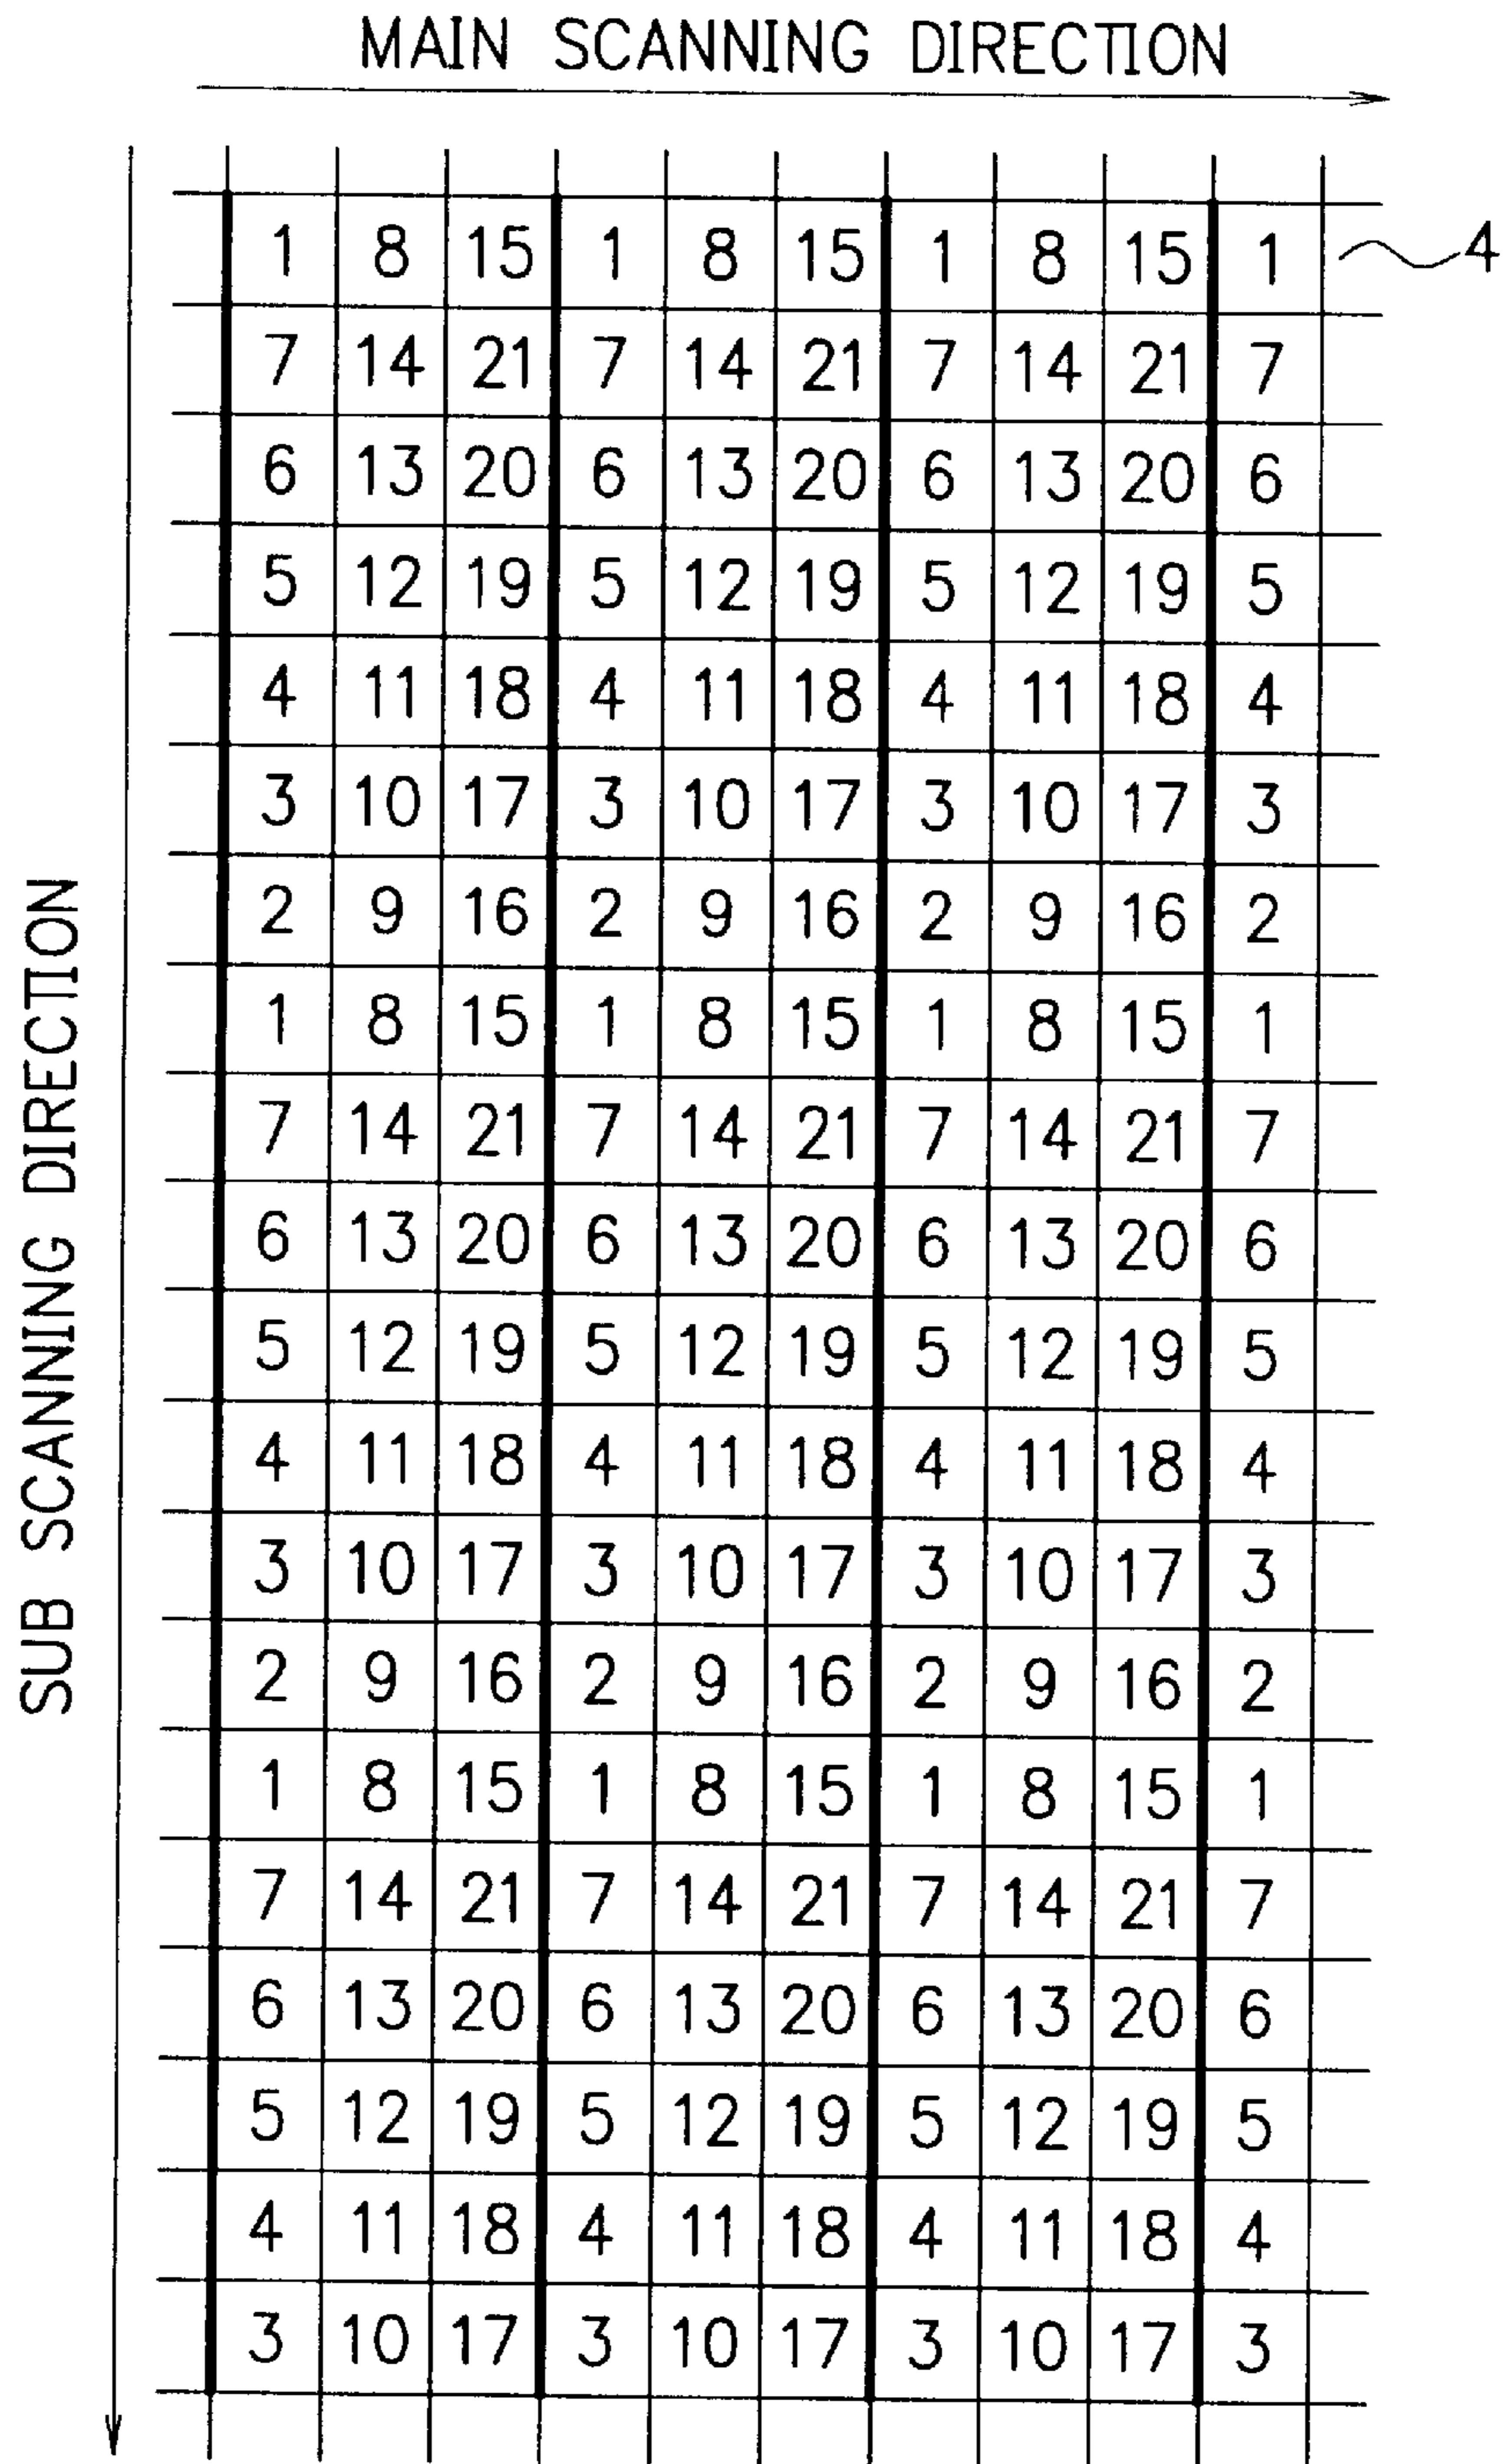 MAIN SCANNING DIRECTION
1 8 15 1 8 15 1 8 15 1 4
7 14 21 7 14 21 7 14 21 7
6 13 20 6 13 20 6 13 20 6
5 12 19 5 12 19 5 12 19 5
4 11 18 4 11 18 4 11 18 4
3 10 17 3 10 17 3 10 17 3
2 9 16 2 9 16 2 9 16 2
1 8 15 1 8 15 1 8 15 1
7 14 21 7 14 21 7 14 21 7
6 13 20 6 13 20 6 13 20 6
5 12 19 5 12 19 5 12 19 5
4 11 18 4 11 18 4 11 18 4
3 10 17 3 10 17 3 10 17 3
2 9 16 2 9 16 2 9 16 2
1 8 15 1 8 15 1 8 15 1
7 14 21 7 14 21 7 14 21 7
6 13 20 6 13 20 6 13 20 6
5 12 19 5 12 19 5 12 19 5
4 11 18 4 11 18 4 11 18 4
3 10 17 3 10 17 3 10 17 3
SUB SCANNING DIRECTION